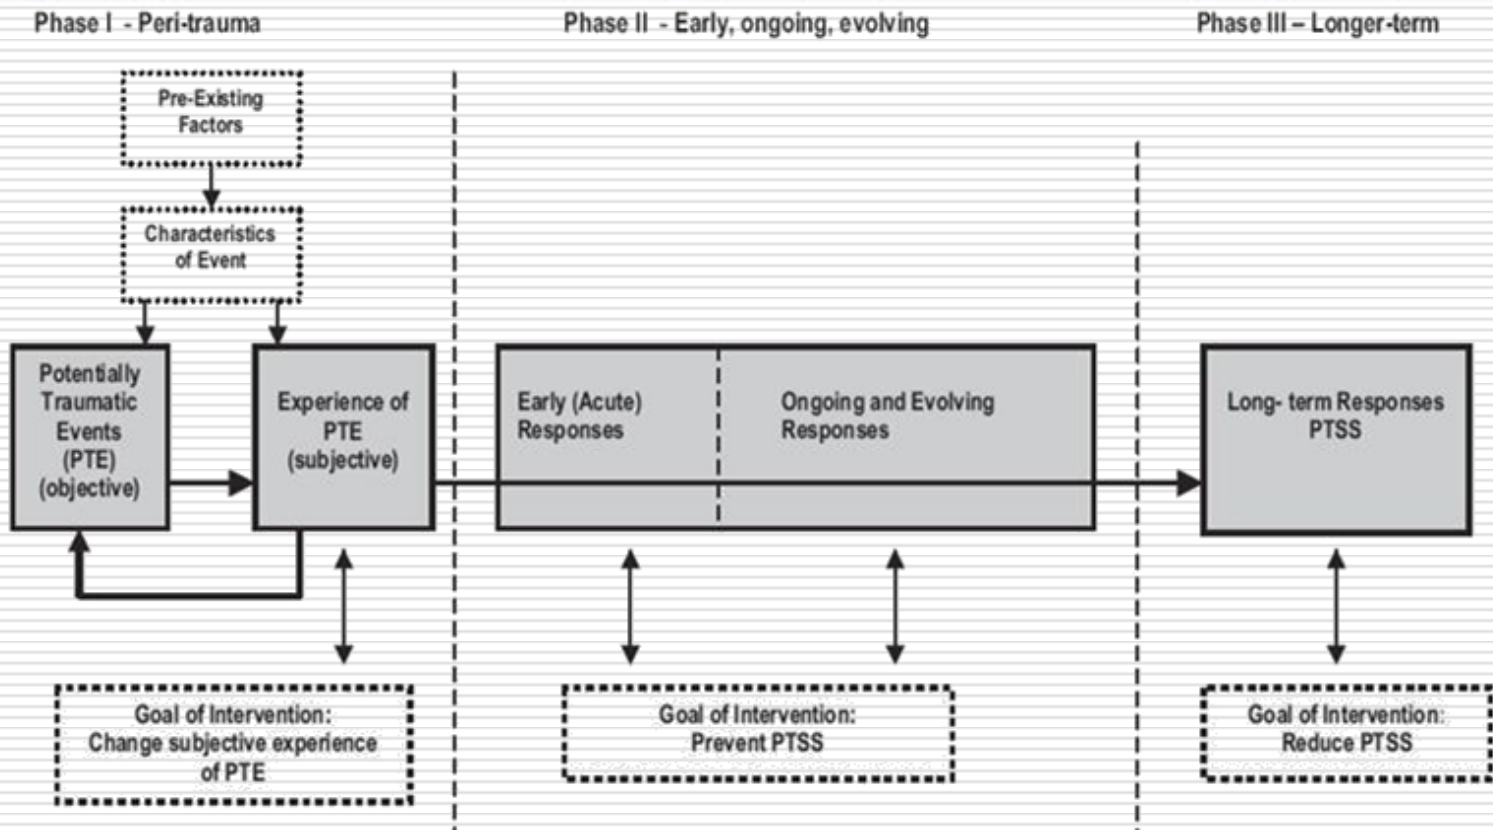 Phase I - Peri-trauma
Phase II - Early, ongoing, evolving
Phase III – Longer-term
Pre-Existing
Factors
Characteristics
of Event
Potentially
Traumatic
Events
(PTE)
(objective)
Experience of
PTE
(subjective)
Early (Acute)
Responses
Ongoing and Evolving
Responses
Long- term Responses
PTSS
Goal of Intervention:
Change subjective experience
of PTE
Goal of Intervention:
Prevent PTSS
Goal of Intervention:
Reduce PTSS